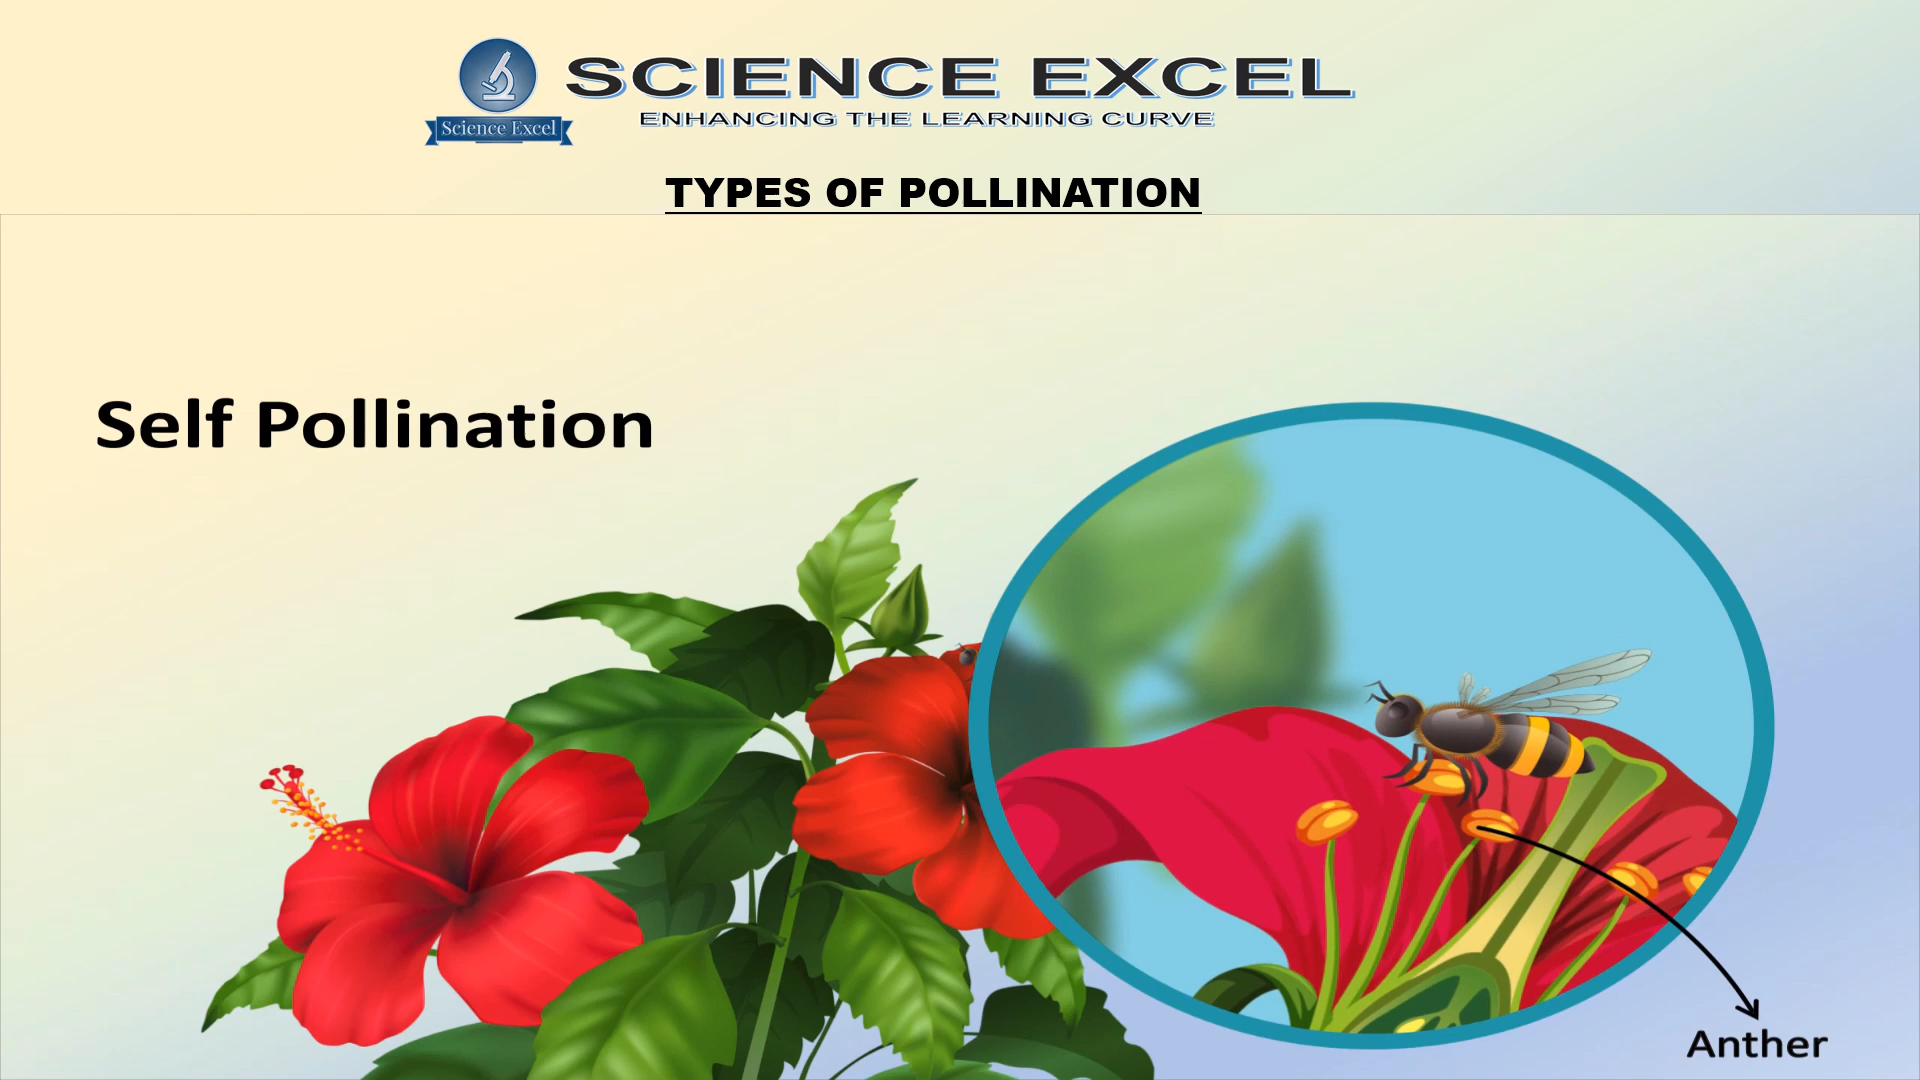 SCIENCE EXCEL
ENHANCING THE LEARNING CURVE
Science Excel
TYPES OF POLLINATION
Self Pollination
Anther